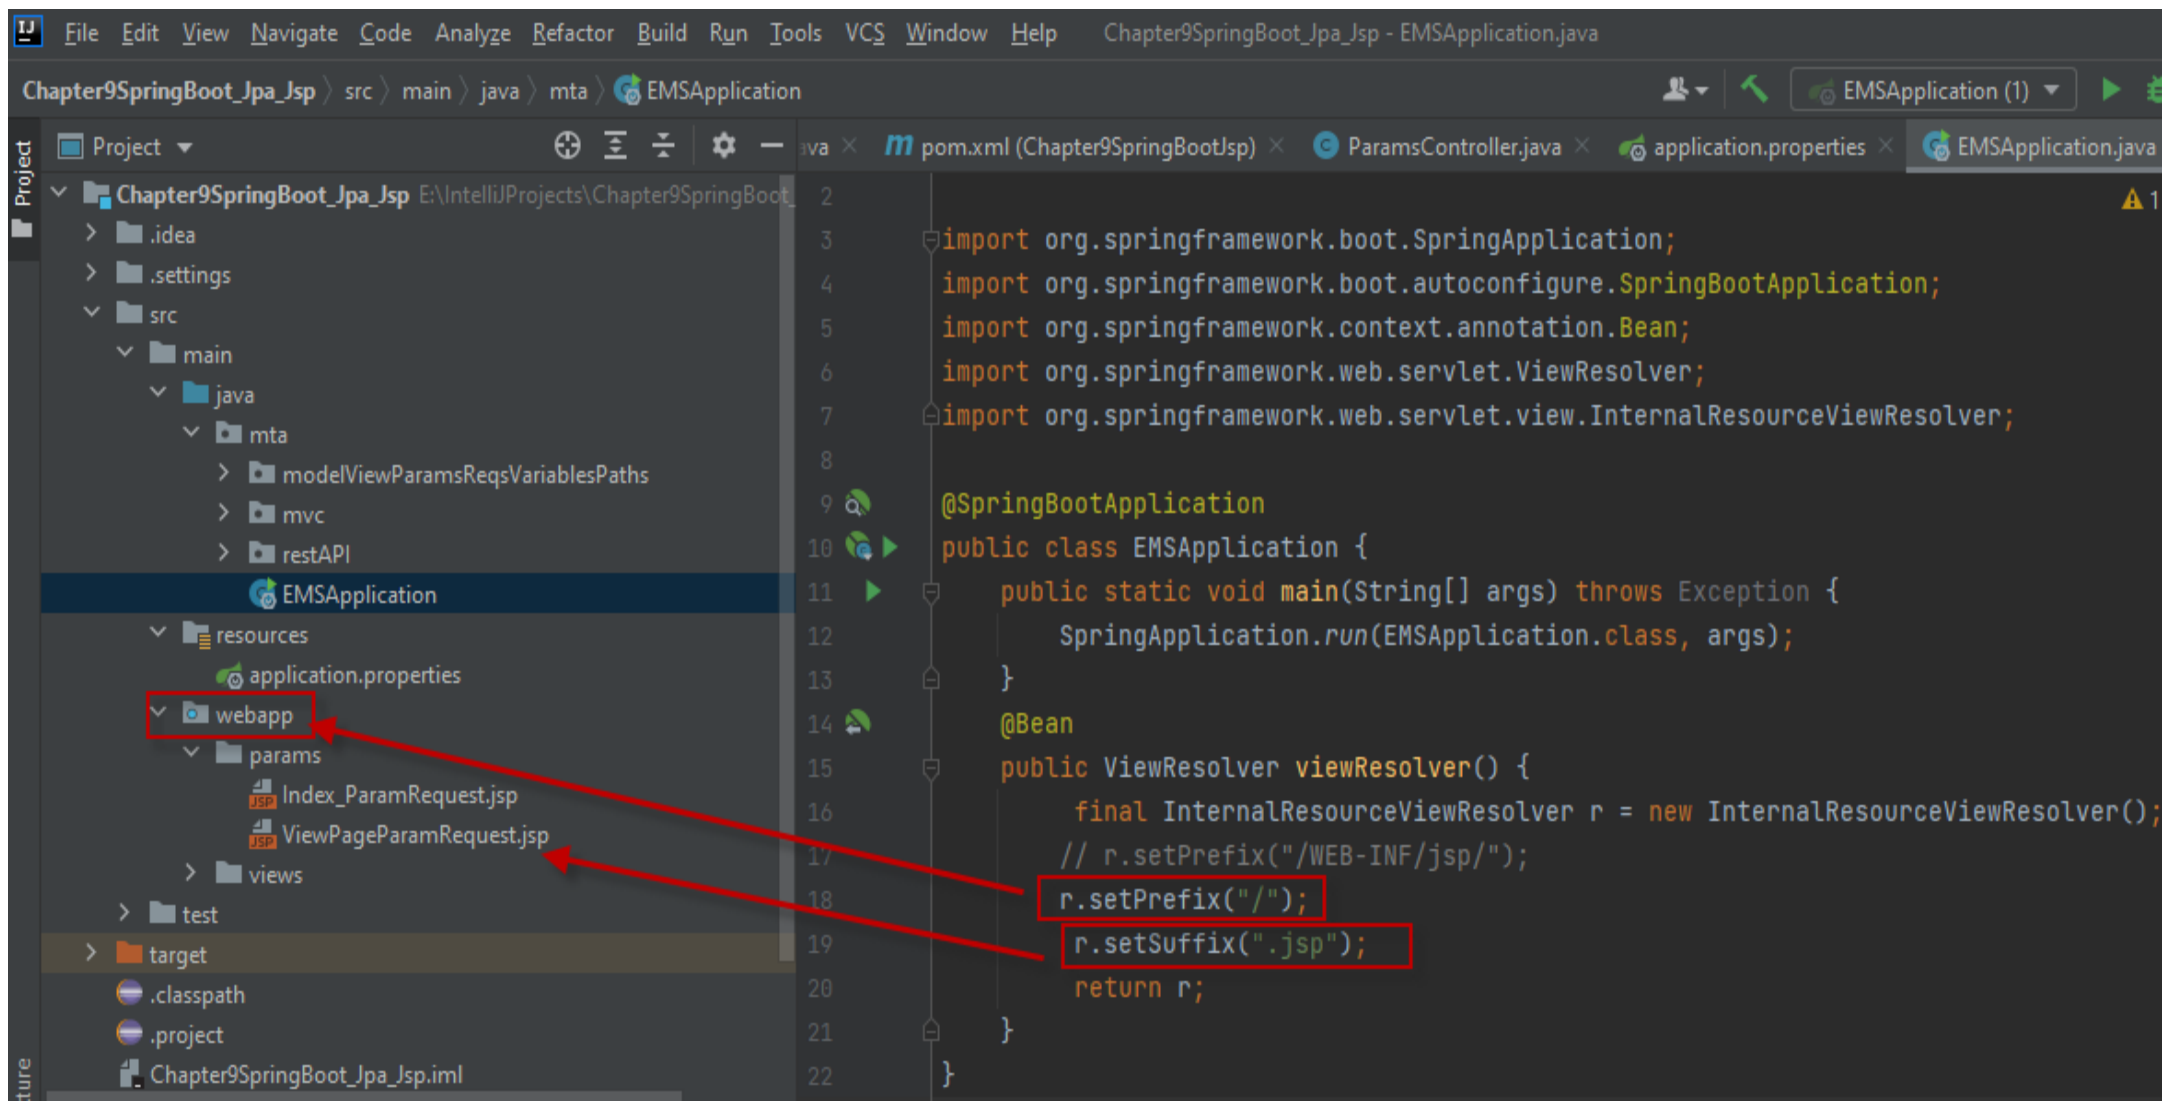 File Edit View Navigate Code Analyze Refactor Build Run Tools VCS Window Help Chapter9SpringBoot_Jpa_Jsp - EMSApplication.java
Chapter9SpringBoot_Jpa_Jsp src main java mta EMSApplication EMSApplication (1)
Project
Project
ava pom.xml (Chapter9SpringBootJsp) ParamsController.java application.properties EMSApplication.java
Chapter9SpringBoot_Jpa_Jsp E:\IntelliJProjects\Chapter9SpringBoot_
.idea
.settings
src
main
java
mta
modelViewParamsReqsVariablesPaths
mvc
restAPI
EMSApplication
resources
application.properties
webapp
params
Index_ParamRequest.jsp
ViewPageParamRequest.jsp
views
test
target
.classpath
.project
Chapter9SpringBoot_Jpa_Jsp.iml
ture
1
2
3 import org.springframework.boot.SpringApplication;
4 import org.springframework.boot.autoconfigure.SpringBootApplication;
5 import org.springframework.context.annotation.Bean;
6 import org.springframework.web.servlet.ViewResolver;
7 import org.springframework.web.servlet.view.InternalResourceViewResolver;
8
9 @SpringBootApplication
10 public class EMSApplication {
11 public static void main(String[] args) throws Exception {
12 SpringApplication.run(EMSApplication.class, args);
13 }
14 @Bean
15 public ViewResolver viewResolver() {
16 final InternalResourceViewResolver r = new InternalResourceViewResolver();
17 // r.setPrefix("/WEB-INF/jsp/");
18 r.setPrefix("/");
19 r.setSuffix(".jsp");
20 return r;
21 }
22 }